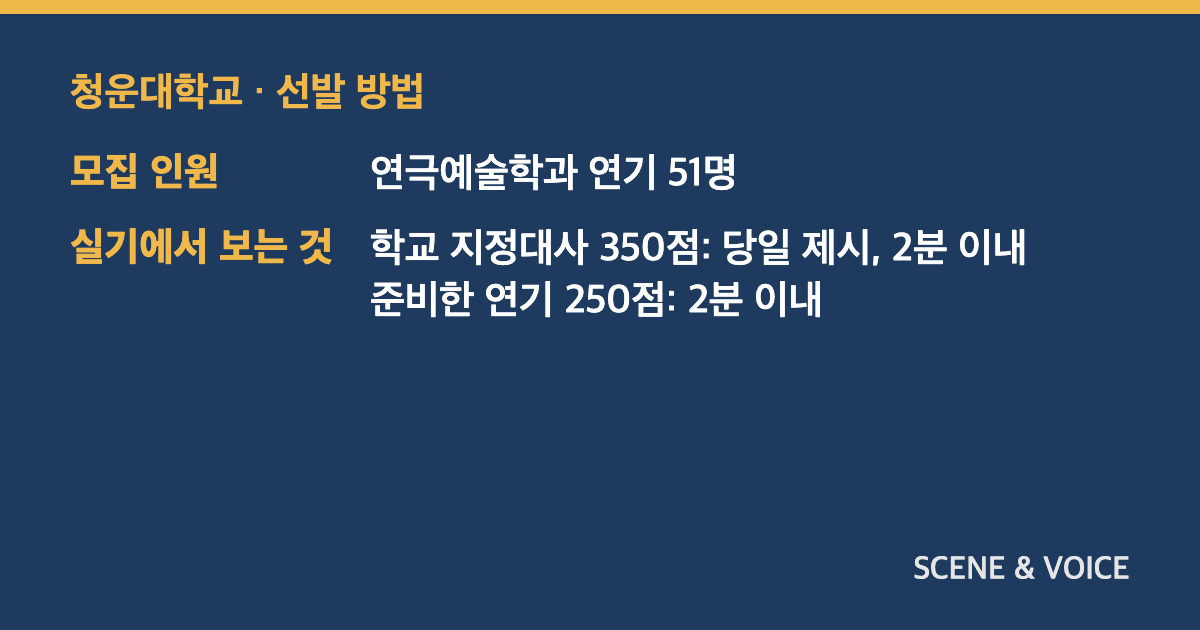 청운대학교 · 선발 방법
모집 인원 연극예술학과 연기 51명
실기에서 보는 것 학교 지정대사 350점: 당일 제시, 2분 이내
준비한 연기 250점: 2분 이내
SCENE & VOICE